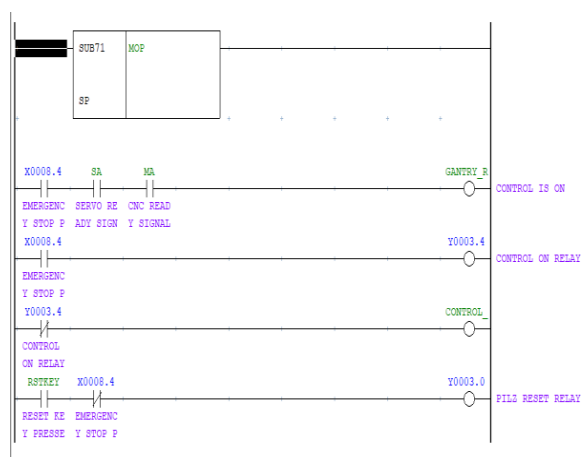 SUB71 MOP
SP
X0008.4 SA MA GANTRY_R
CONTROL IS ON
EMERGENC SERVO RE CNC READ
Y STOP P ADY SIGN Y SIGNAL
X0008.4 Y0003.4
CONTROL ON RELAY
EMERGENC
Y STOP P
Y0003.4 CONTROL_
CONTROL
ON RELAY
RSTKEY X0008.4 Y0003.0
PILZ RESET RELAY
RESET KE EMERGENC
Y PRESSE Y STOP P